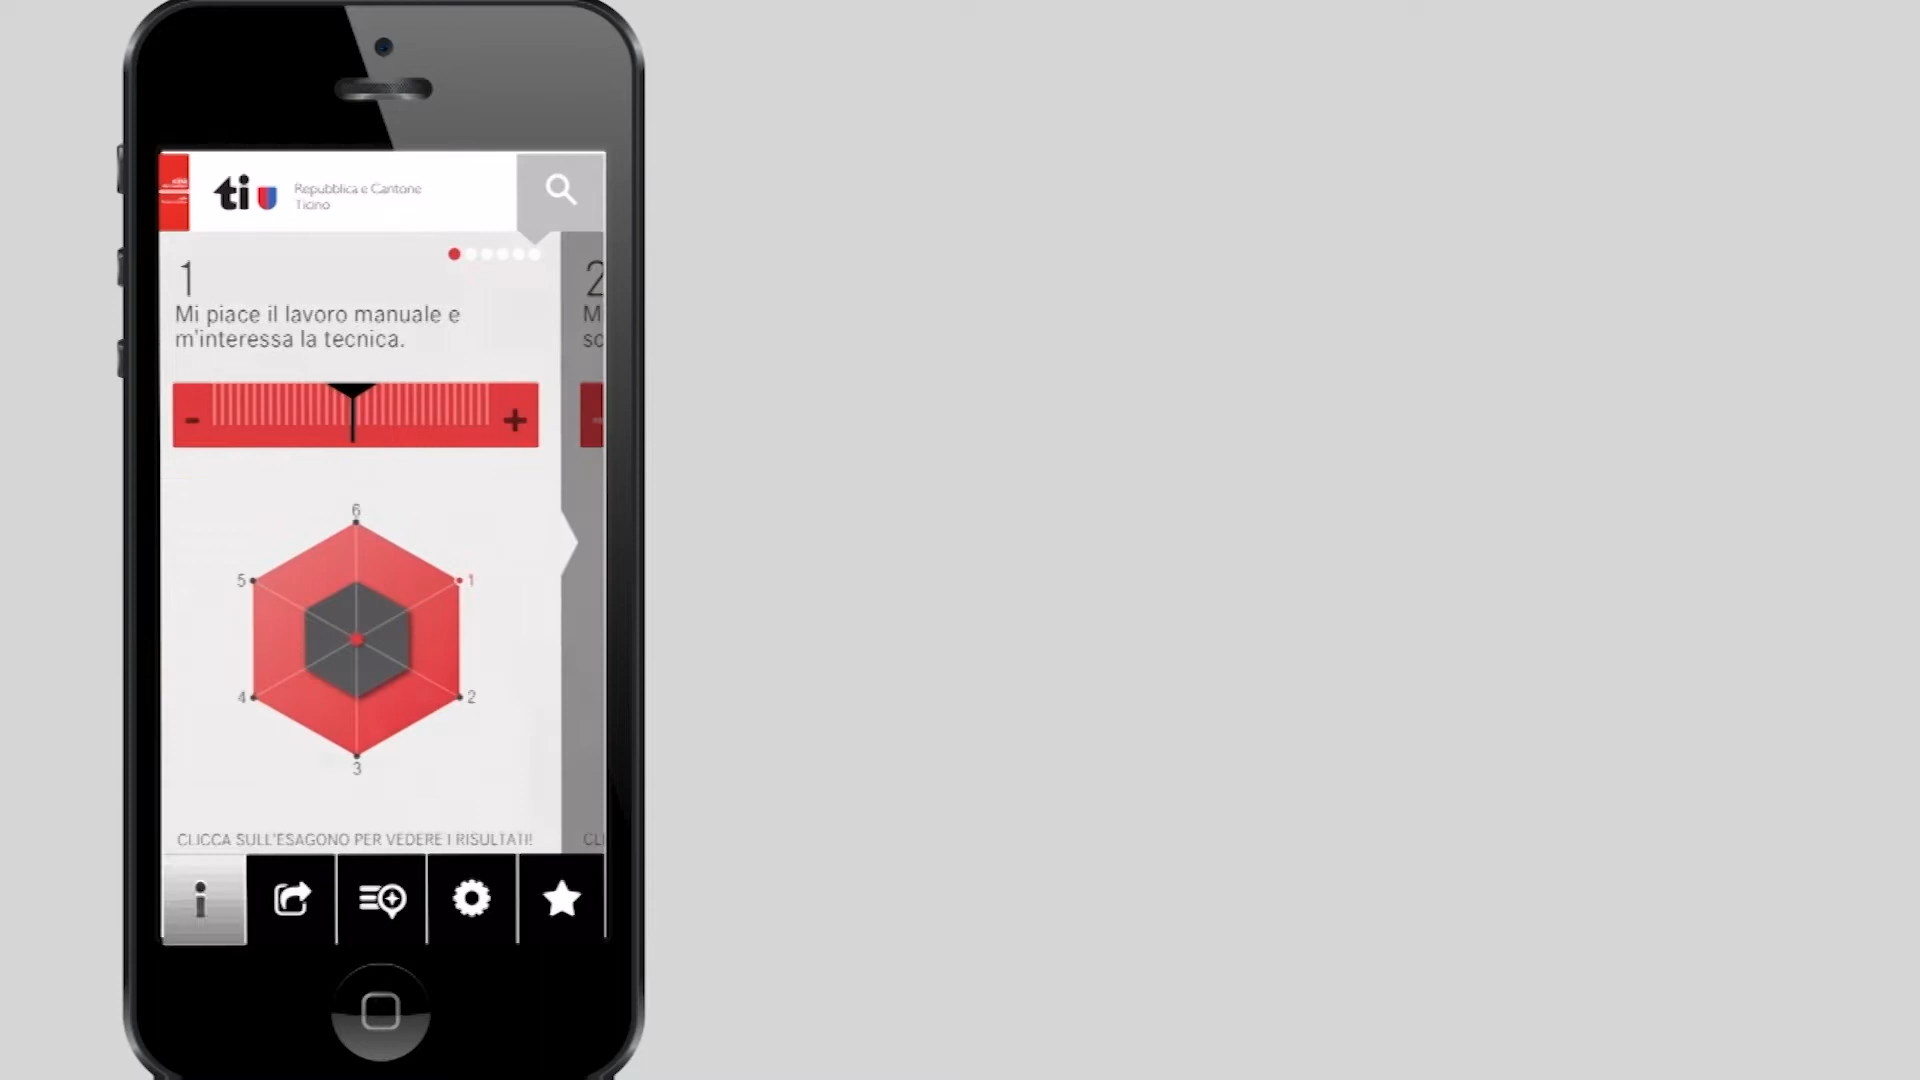 ti
Repubblica e Cantone
Ticino
1
Mi piace il lavoro manuale e
m'interessa la tecnica.
- +
2
M
sc
-
6
5
1
4
2
3
CLICCA SULL'ESAGONO PER VEDERE I RISULTATI!
CLI
i